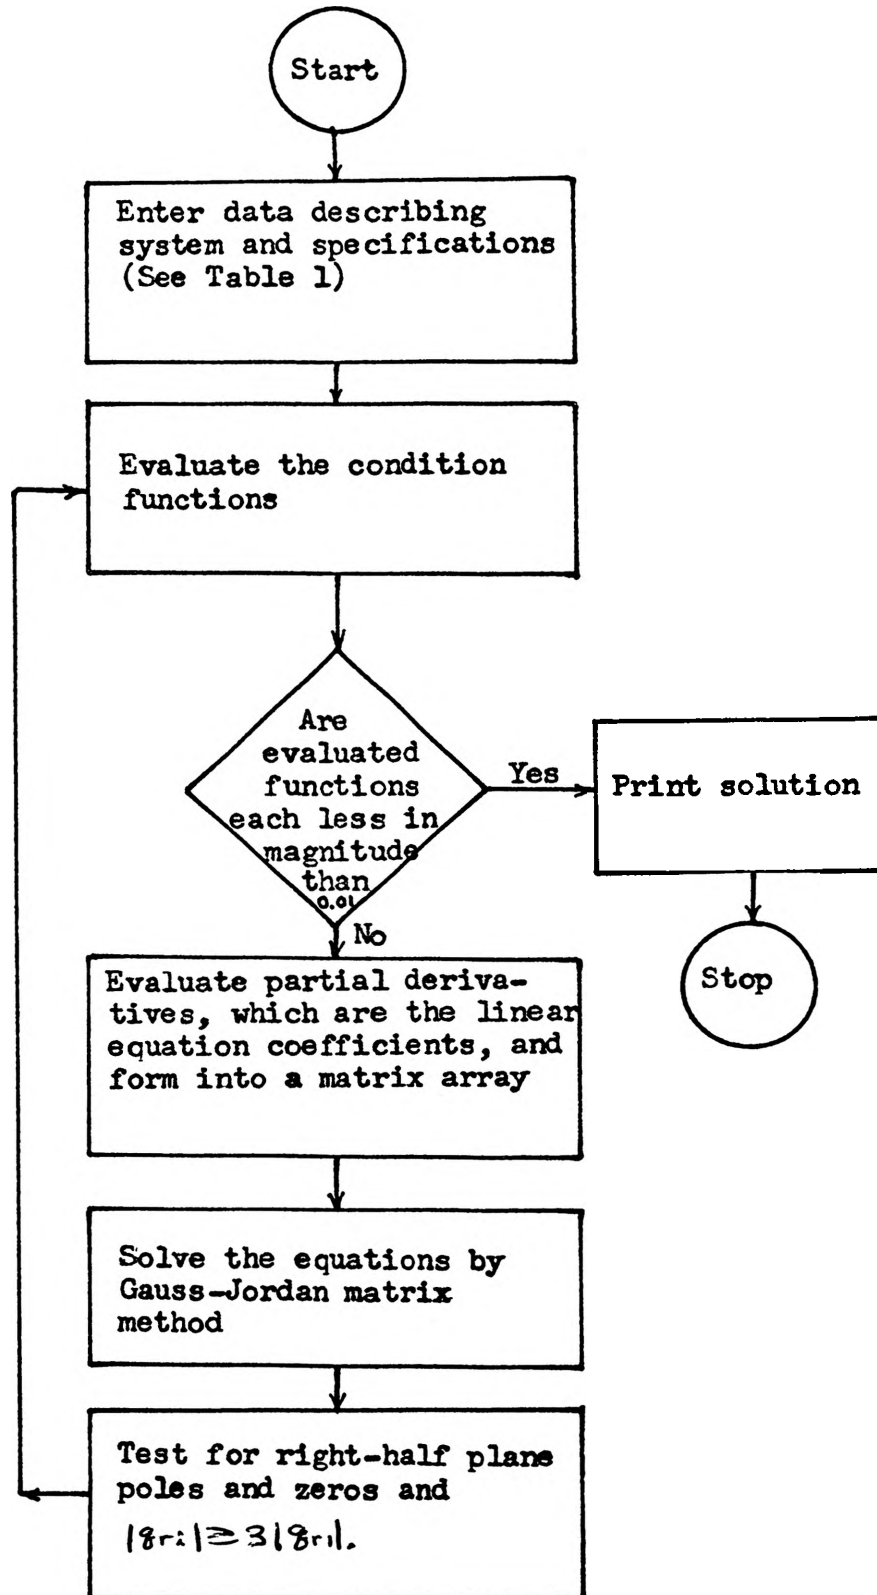 Start
Enter data describing
system and specifications
(See Table 1)
Evaluate the condition
functions
Are
evaluated
functions
each less in
magnitude
than
0.01
Yes
Print solution
Stop
No
Evaluate partial deriva-
tives, which are the linear
equation coefficients, and
form into a matrix array
Solve the equations by
Gauss-Jordan matrix
method
Test for right-half plane
poles and zeros and